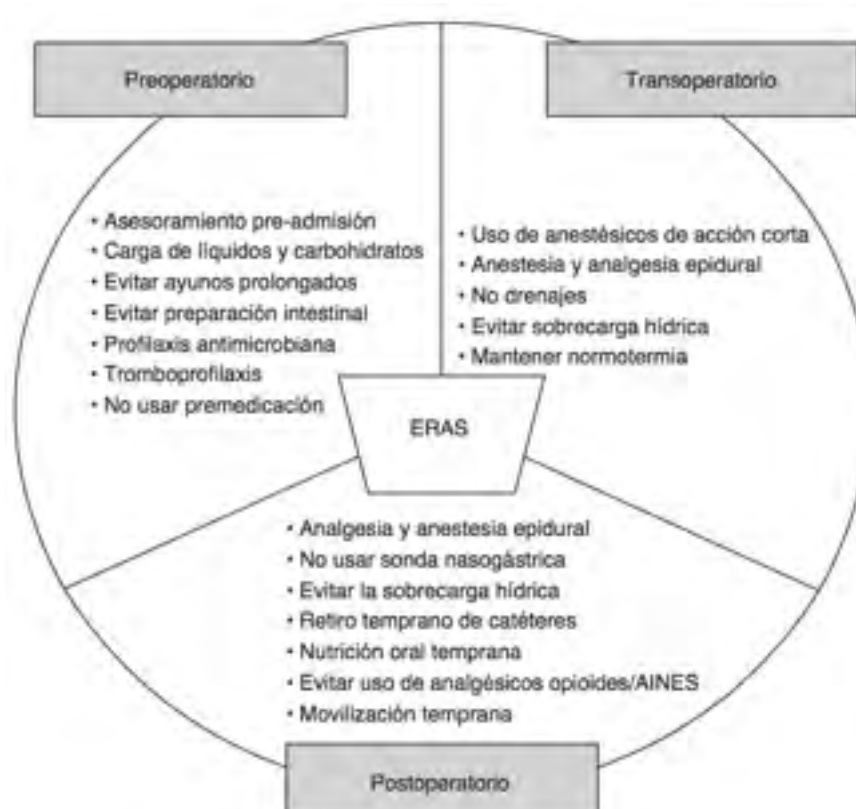 Preoperatorio
• Asesoramiento pre-admisión
• Carga de líquidos y carbohidratos
• Evitar ayunos prolongados
• Evitar preparación intestinal
• Profilaxis antimicrobiana
• Tromboprofilaxis
• No usar premedicación
Transoperatorio
• Uso de anestésicos de acción corta
• Anestesia y analgesia epidural
• No drenajes
• Evitar sobrecarga hídrica
• Mantener normotermia
ERAS
• Analgesia y anestesia epidural
• No usar sonda nasogástrica
• Evitar la sobrecarga hídrica
• Retiro temprano de catéteres
• Nutrición oral temprana
• Evitar uso de analgésicos opioides/AINES
• Movilización temprana
Postoperatorio